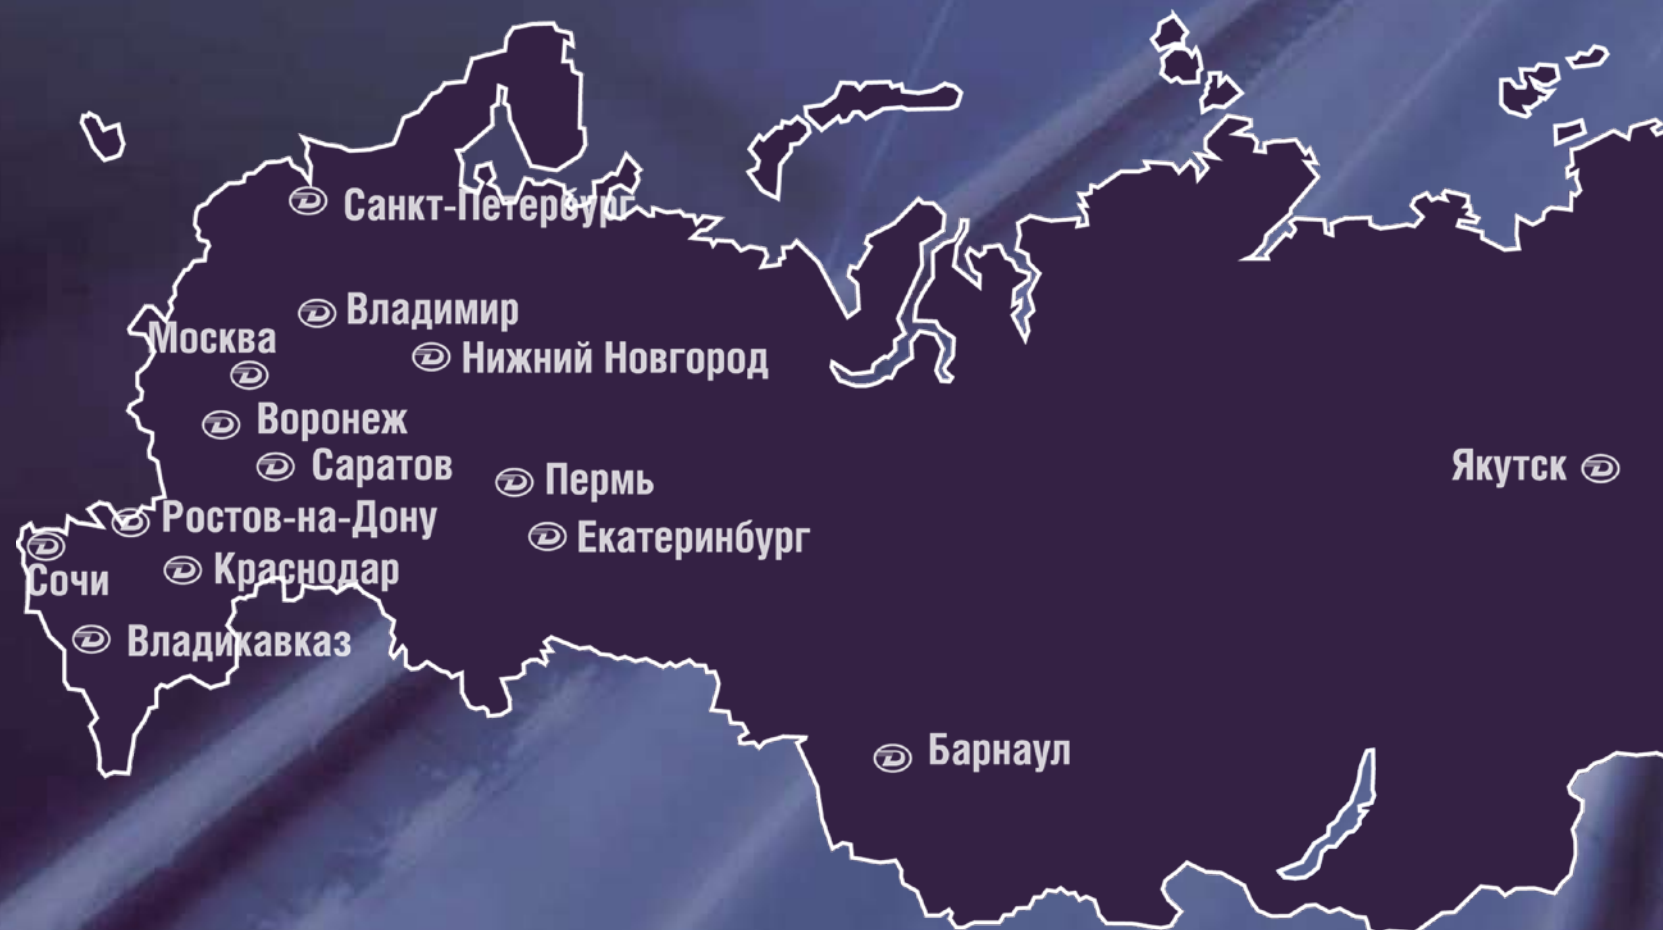 Санкт-Петербург
Владимир
Москва
Нижний Новгород
Воронеж
Саратов
Якутск
Пермь
Ростов-на-Дону
Екатеринбург
Сочи
Краснодар
Владикавказ
Барнаул